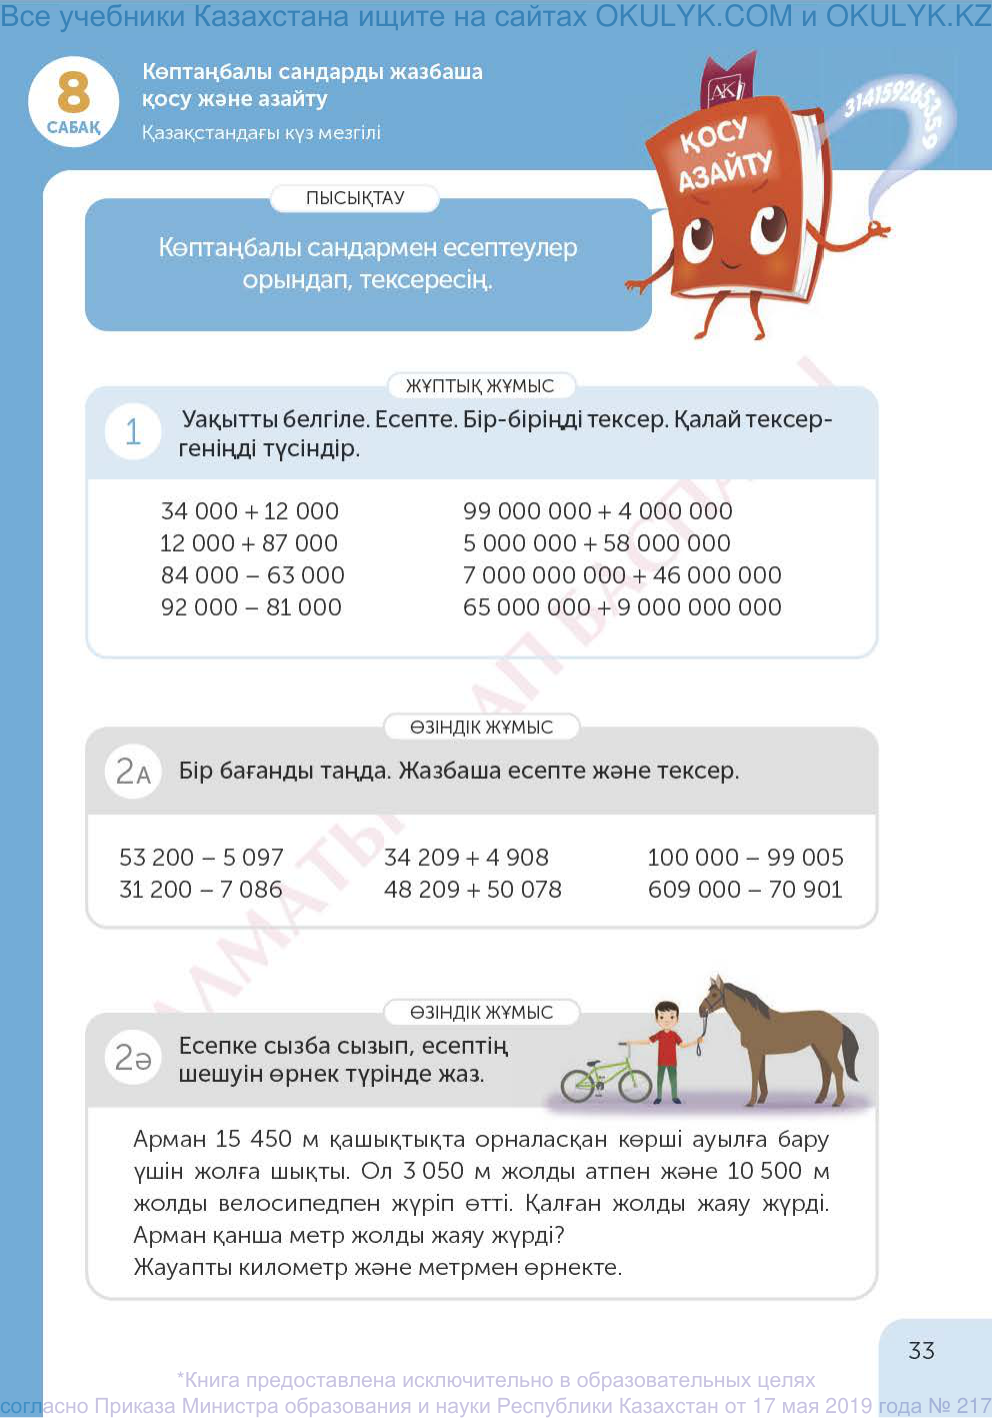 Все учебники Казахстана ищите на сайтах OKULYK.COM и OKULYK.KZ
8
САБАҚ
Көптаңбалы сандарды жазбаша
қосу және азайту
Қазақстандағы күз мезгілі
АК
ҚОСУ
АЗАЙТУ
ПЫСЫҚТАУ
Көптаңбалы сандармен есептеулер
орындап, тексересің.
ЖҰПТЫҚ ЖҰМЫС
1
Уақытты белгіле. Есепте. Бір-біріңді тексер. Қалай тексер-
геніңді түсіндір.
34 000 + 12 000
12 000 + 87 000
84 000 – 63 000
92 000 – 81 000
99 000 000 + 4 000 000
5 000 000 + 58 000 000
7 000 000 000 + 46 000 000
65 000 000 + 9 000 000 000
ӨЗІНДІК ЖҰМЫС
2А
Бір бағанды таңда. Жазбаша есепте және тексер.
53 200 – 5 097
31 200 – 7 086
34 209 + 4 908
48 209 + 50 078
100 000 – 99 005
609 000 – 70 901
ӨЗІНДІК ЖҰМЫС
2ә
Есепке сызба сызып, есептің
шешуін өрнек түрінде жаз.
Арман 15 450 м қашықтықта орналасқан көрші ауылға бару
үшін жолға шықты. Ол 3 050 м жолды атпен және 10 500 м
жолды велосипедпен жүріп өтті. Қалған жолды жаяу жүрді.
Арман қанша метр жолды жаяу жүрді?
Жауапты километр және метрмен өрнекте.
33
*Книга предоставлена исключительно в образовательных целях
согласно Приказа Министра образования и науки Республики Казахстан от 17 мая 2019 года № 217